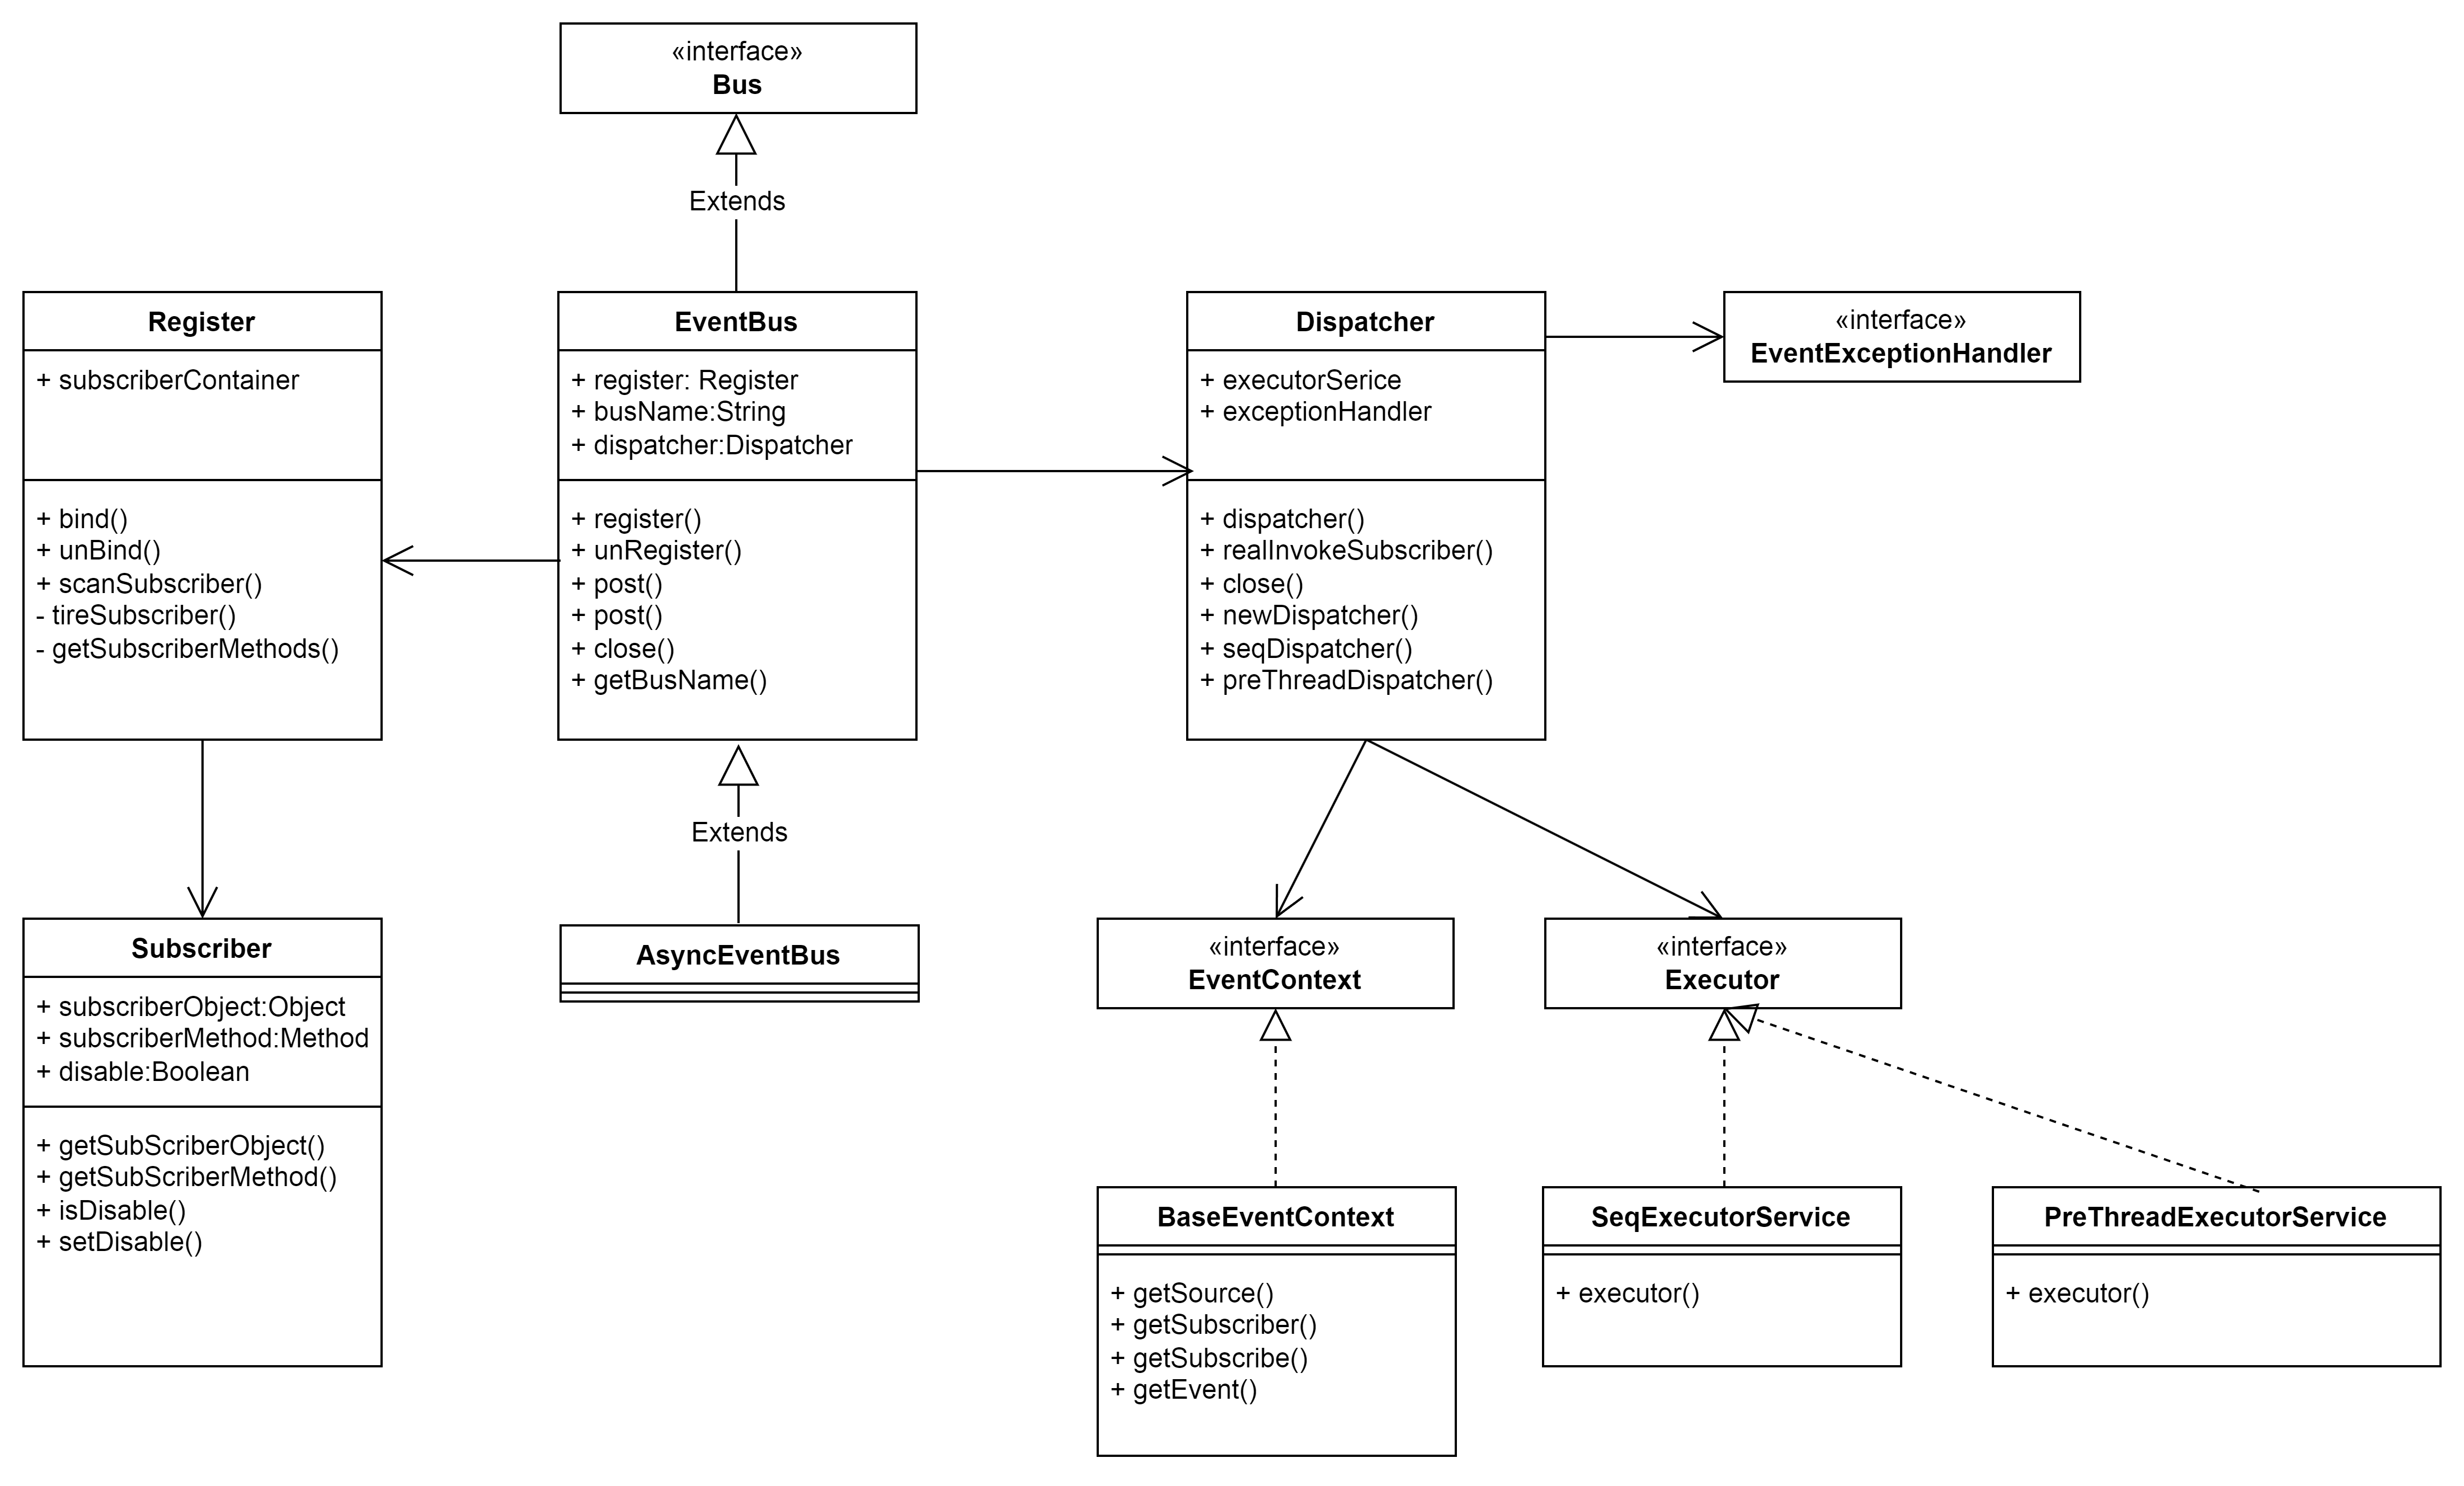 «interface»
Bus
Extends
Register
+ subscriberContainer
+ bind()
+ unBind()
+ scanSubscriber()
- tireSubscriber()
- getSubscriberMethods()
EventBus
+ register: Register
+ busName:String
+ dispatcher:Dispatcher
+ register()
+ unRegister()
+ post()
+ post()
+ close()
+ getBusName()
Dispatcher
+ executorSerice
+ exceptionHandler
+ dispatcher()
+ realInvokeSubscriber()
+ close()
+ newDispatcher()
+ seqDispatcher()
+ preThreadDispatcher()
«interface»
EventExceptionHandler
Extends
Subscriber
+ subscriberObject:Object
+ subscriberMethod:Method
+ disable:Boolean
+ getSubScriberObject()
+ getSubScriberMethod()
+ isDisable()
+ setDisable()
AsyncEventBus
«interface»
EventContext
«interface»
Executor
BaseEventContext
+ getSource()
+ getSubscriber()
+ getSubscribe()
+ getEvent()
SeqExecutorService
+ executor()
PreThreadExecutorService
+ executor()